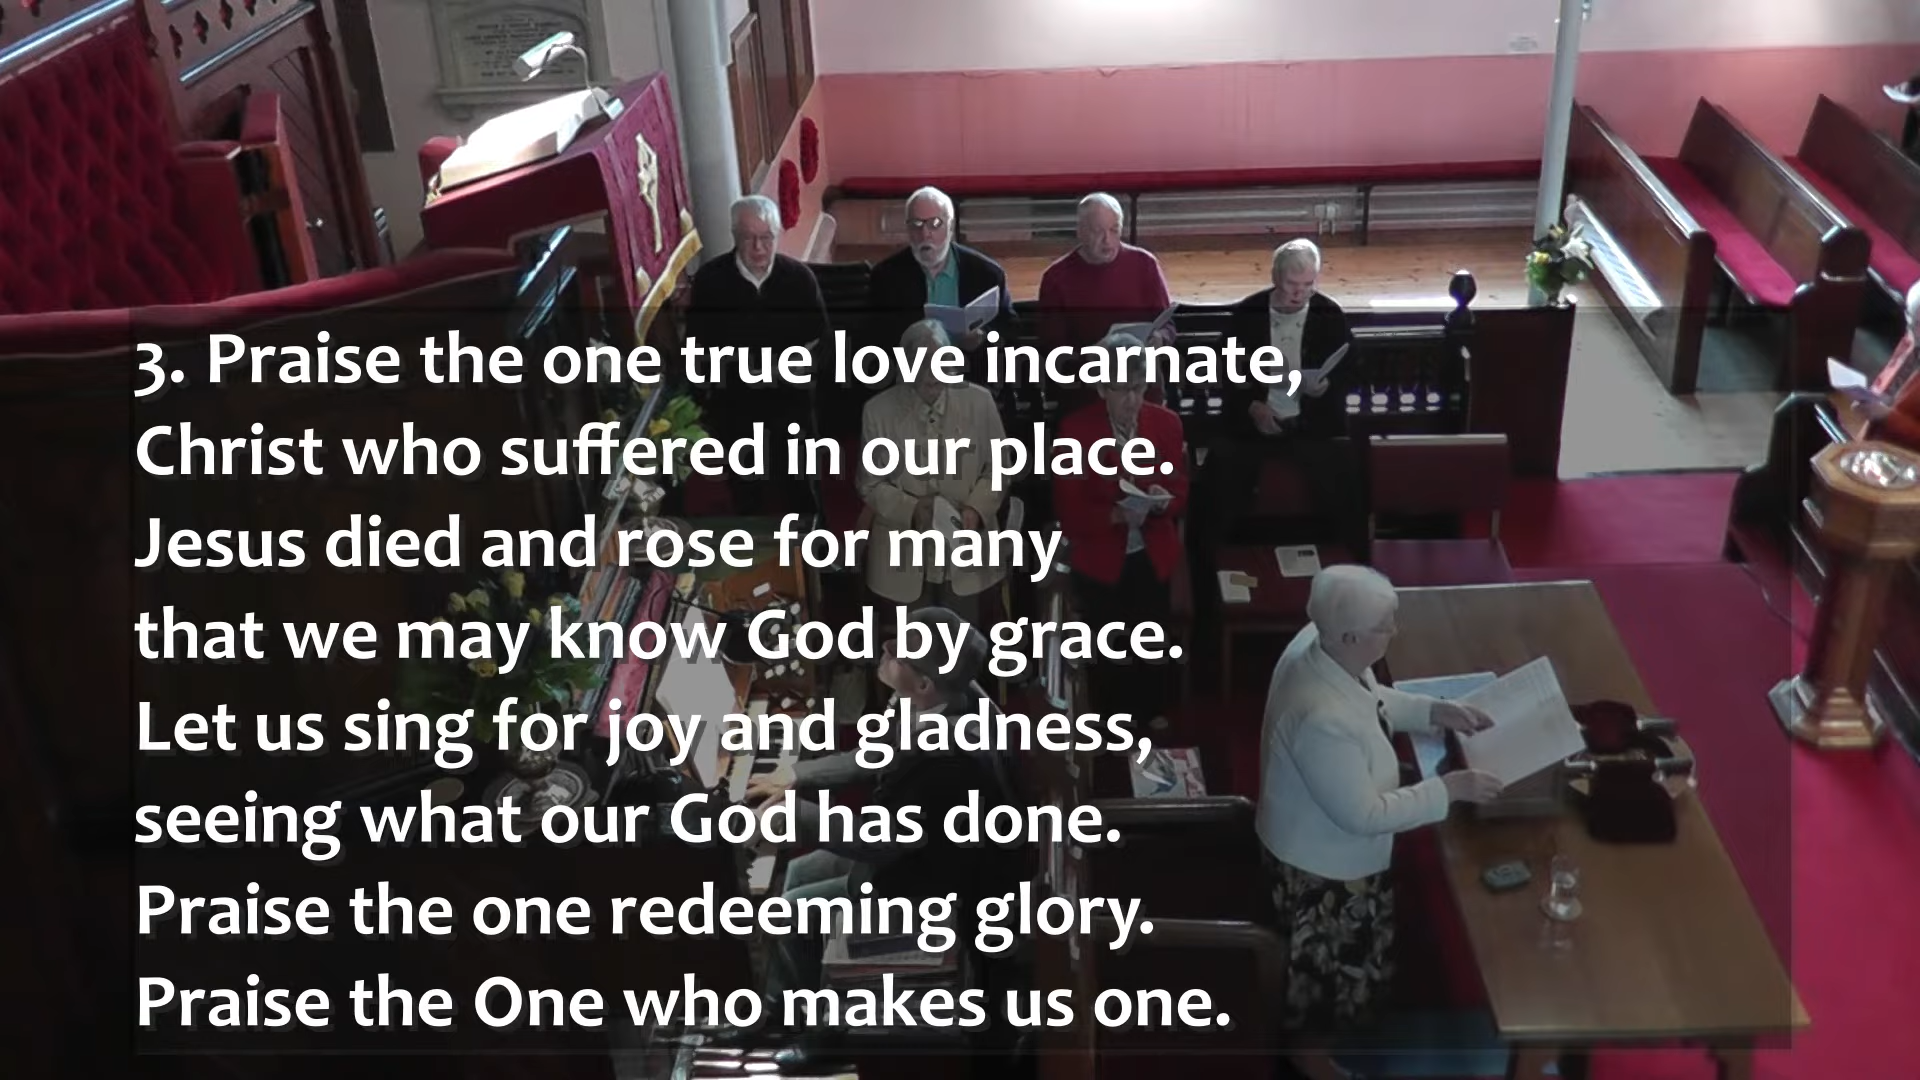 3. Praise the one true love incarnate,
Christ who suffered in our place.
Jesus died and rose for many
that we may know God by grace.
Let us sing for joy and gladness,
seeing what our God has done.
Praise the one redeeming glory.
Praise the One who makes us one.